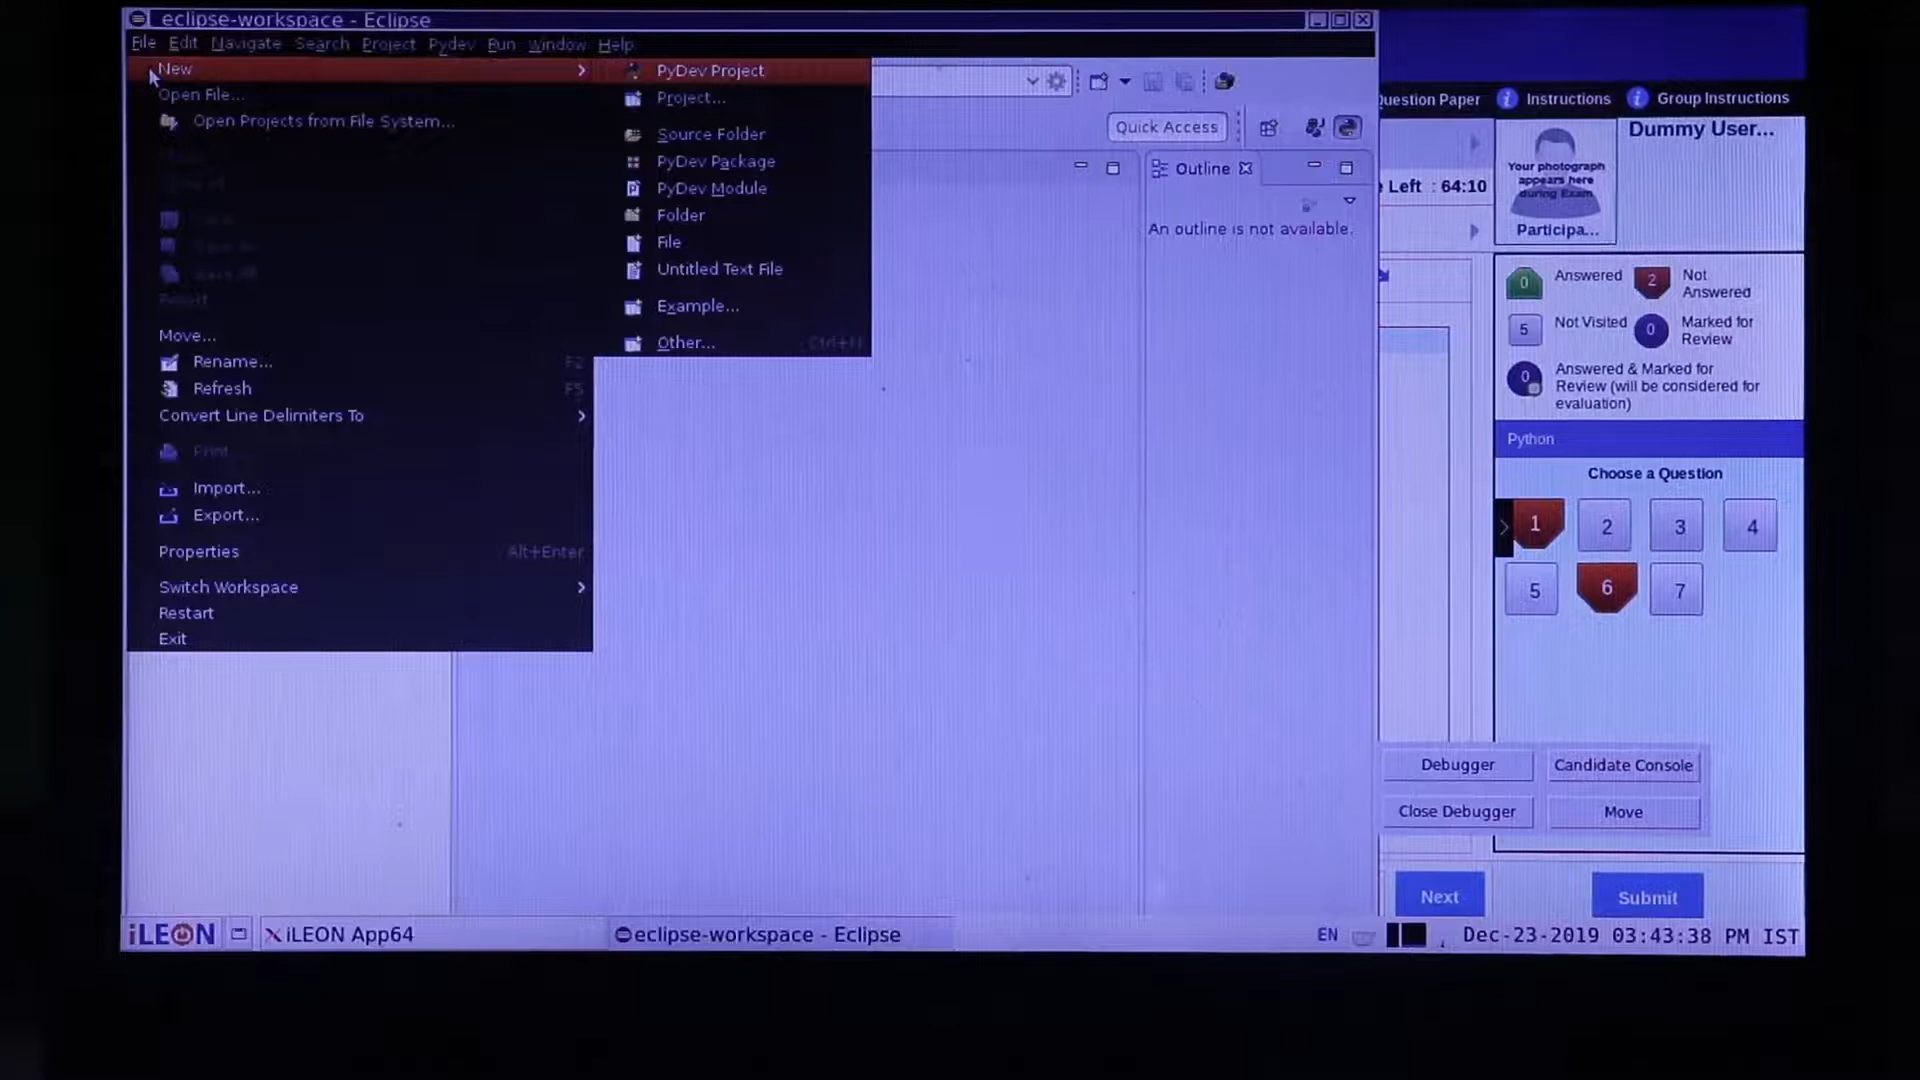 eclipse-workspace - Eclipse
File Edit Navigate Search Project Pydev Run Window Help
New
Open File...
Open Projects from File System...
Move...
Rename... F2
Refresh F5
Convert Line Delimiters To
Print...
Import...
Export...
Properties Alt+Enter
Switch Workspace
Restart
Exit
PyDev Project
Project...
Source Folder
PyDev Package
PyDev Module
Folder
File
Untitled Text File
Example...
Other... Ctrl+N
Quick Access
Outline
An outline is not available.
Question Paper Instructions Group Instructions
Left : 64:10
Your photograph
appears here
during Exam
Participa...
Dummy User...
0 Answered 2 Not
Answered
5 Not Visited 0 Marked for
Review
0 Answered & Marked for
Review (will be considered for
evaluation)
Python
Choose a Question
1 2 3 4
5 6 7
Debugger Candidate Console
Close Debugger Move
Next Submit
iLEON iLEON App64 eclipse-workspace - Eclipse EN Dec-23-2019 03:43:38 PM IST